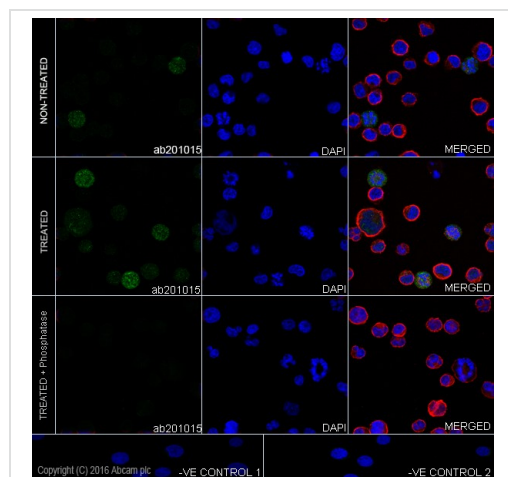 NON-TREATED
ab201015
DAPI
MERGED
TREATED
ab201015
DAPI
MERGED
TREATED + Phosphatase
ab201015
DAPI
MERGED
Copyright (C) 2016 Abcam plc
-VE CONTROL 1
-VE CONTROL 2